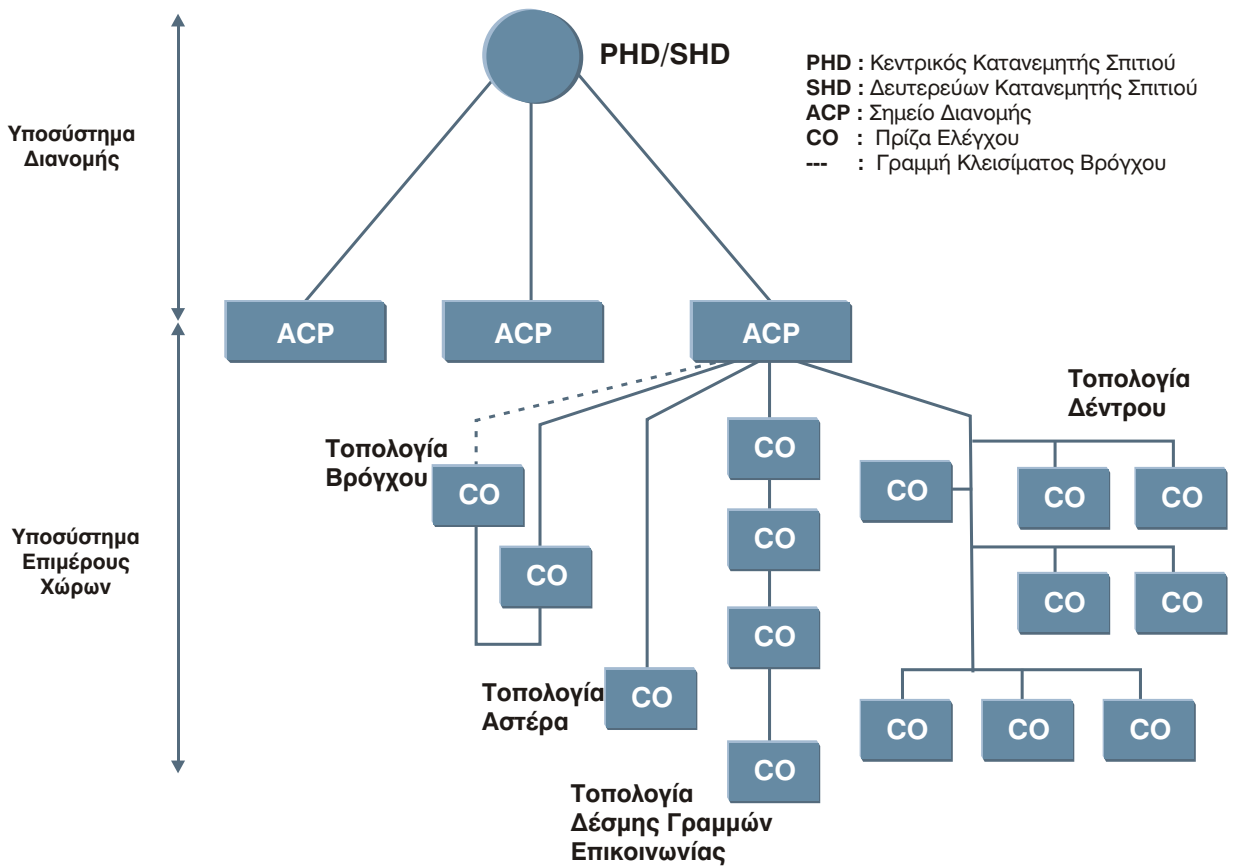 PHD/SHD
PHD : Κεντρικός Κατανεμητής Σπιτιού
SHD : Δευτερεύων Κατανεμητής Σπιτιού
ACP : Σημείο Διανομής
CO : Πρίζα Ελέγχου
--- : Γραμμή Κλεισίματος Βρόγχου
Υποσύστημα
Διανομής
ACP
ACP
ACP
Τοπολογία
Δέντρου
Τοπολογία
Βρόγχου
CO
CO
CO
CO
CO
CO
Υποσύστημα
Επιμέρους
Χώρων
CO
CO
CO
CO
CO
Τοπολογία
Αστέρα
CO
CO
CO
CO
CO
Τοπολογία
Δέσμης Γραμμών
Επικοινωνίας